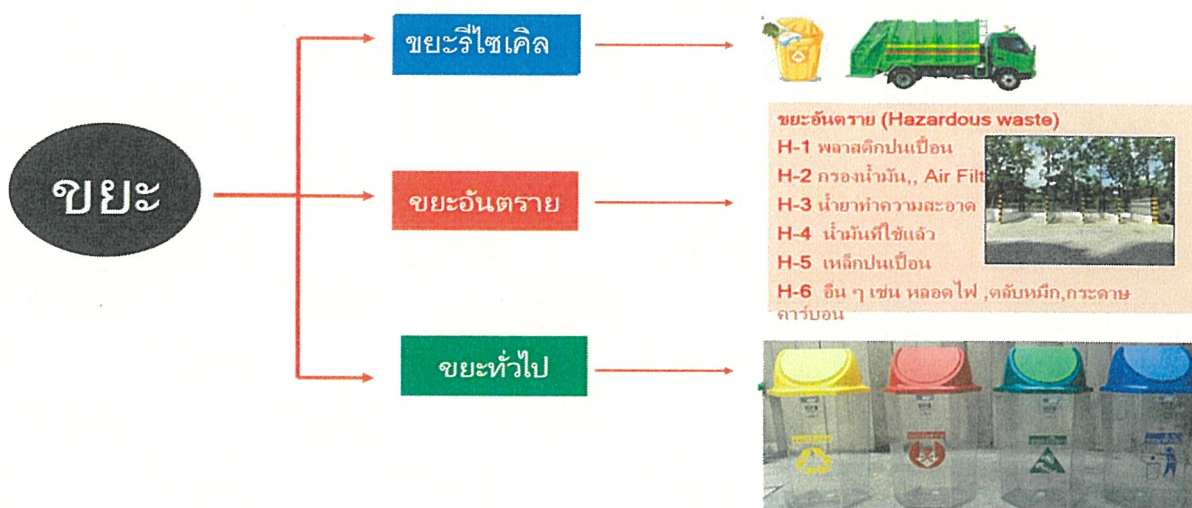 ขยะ
ขยะรีไซเคิล
ขยะอันตราย
ขยะทั่วไป
ขยะอันตราย (Hazardous waste)
H-1 พลาสติกปนเปื้อน
H-2 กรองน้ำมัน,, Air Filt
H-3 น้ำยาทำความสะอาด
H-4 น้ำมันที่ใช้แล้ว
H-5 เหล็กปนเปื้อน
H-6 อื่น ๆ เช่น หลอดไฟ ,ตลับหมึก,กระดาษ
คาร์บอน